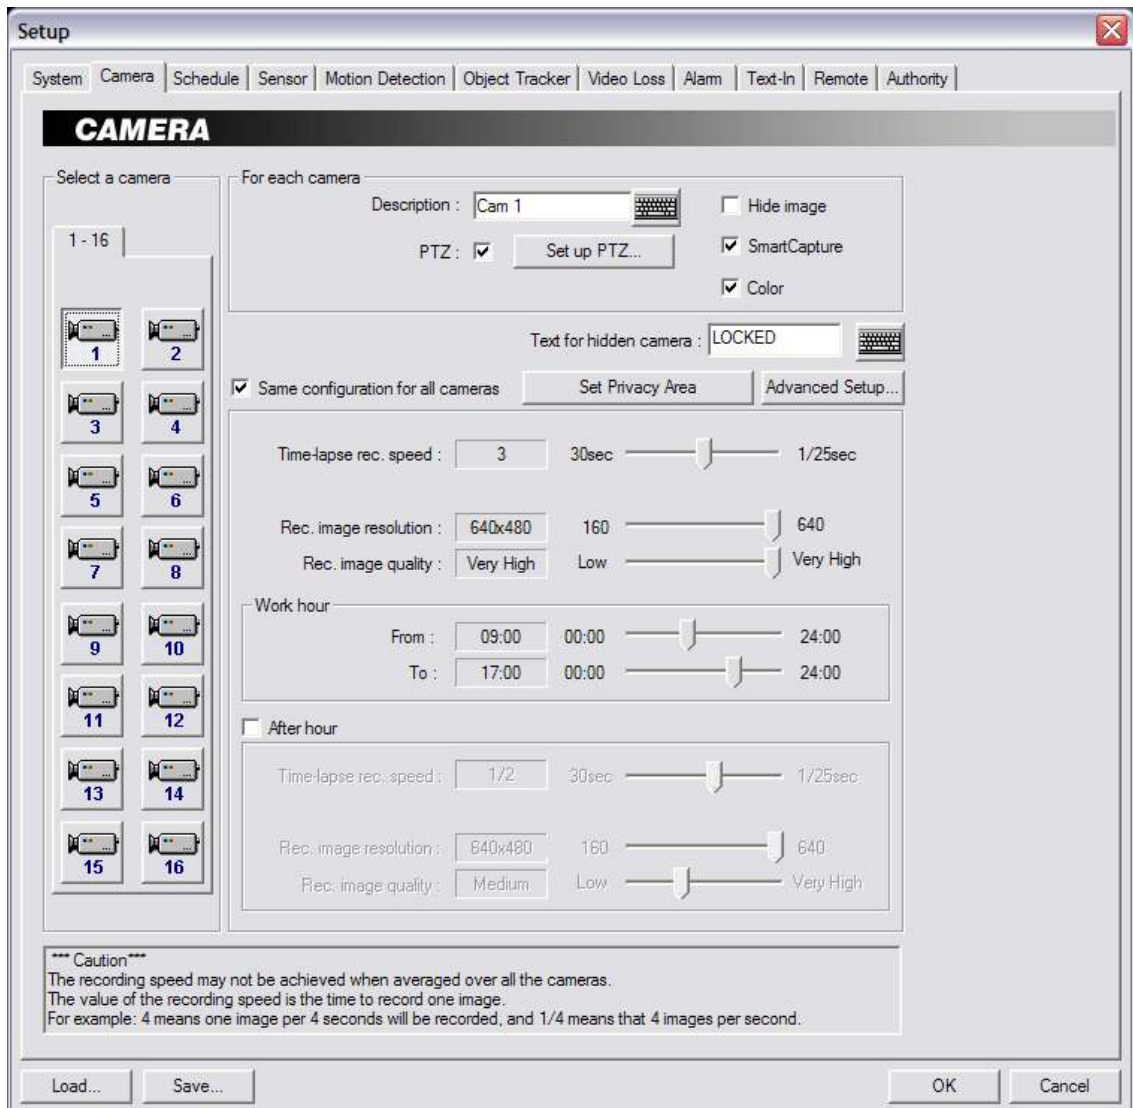 Setup
System Camera Schedule Sensor Motion Detection Object Tracker Video Loss Alarm Text-In Remote Authority
CAMERA
Select a camera
1 - 16
1 2
3 4
5 6
7 8
9 10
11 12
13 14
15 16
For each camera
Description : Cam 1
Hide image
PTZ : Set up PTZ...
SmartCapture
Color
Text for hidden camera : LOCKED
Same configuration for all cameras Set Privacy Area Advanced Setup...
Time-lapse rec. speed : 3 30sec 1/25sec
Rec. image resolution : 640x480 160 640
Rec. image quality : Very High Low Very High
Work hour
From : 09:00 00:00 24:00
To : 17:00 00:00 24:00
After hour
Time-lapse rec. speed : 1/2 30sec 1/25sec
Rec. image resolution : 640x480 160 640
Rec. image quality : Medium Low Very High
*** Caution***
The recording speed may not be achieved when averaged over all the cameras.
The value of the recording speed is the time to record one image.
For example: 4 means one image per 4 seconds will be recorded, and 1/4 means that 4 images per second.
Load... Save... OK Cancel